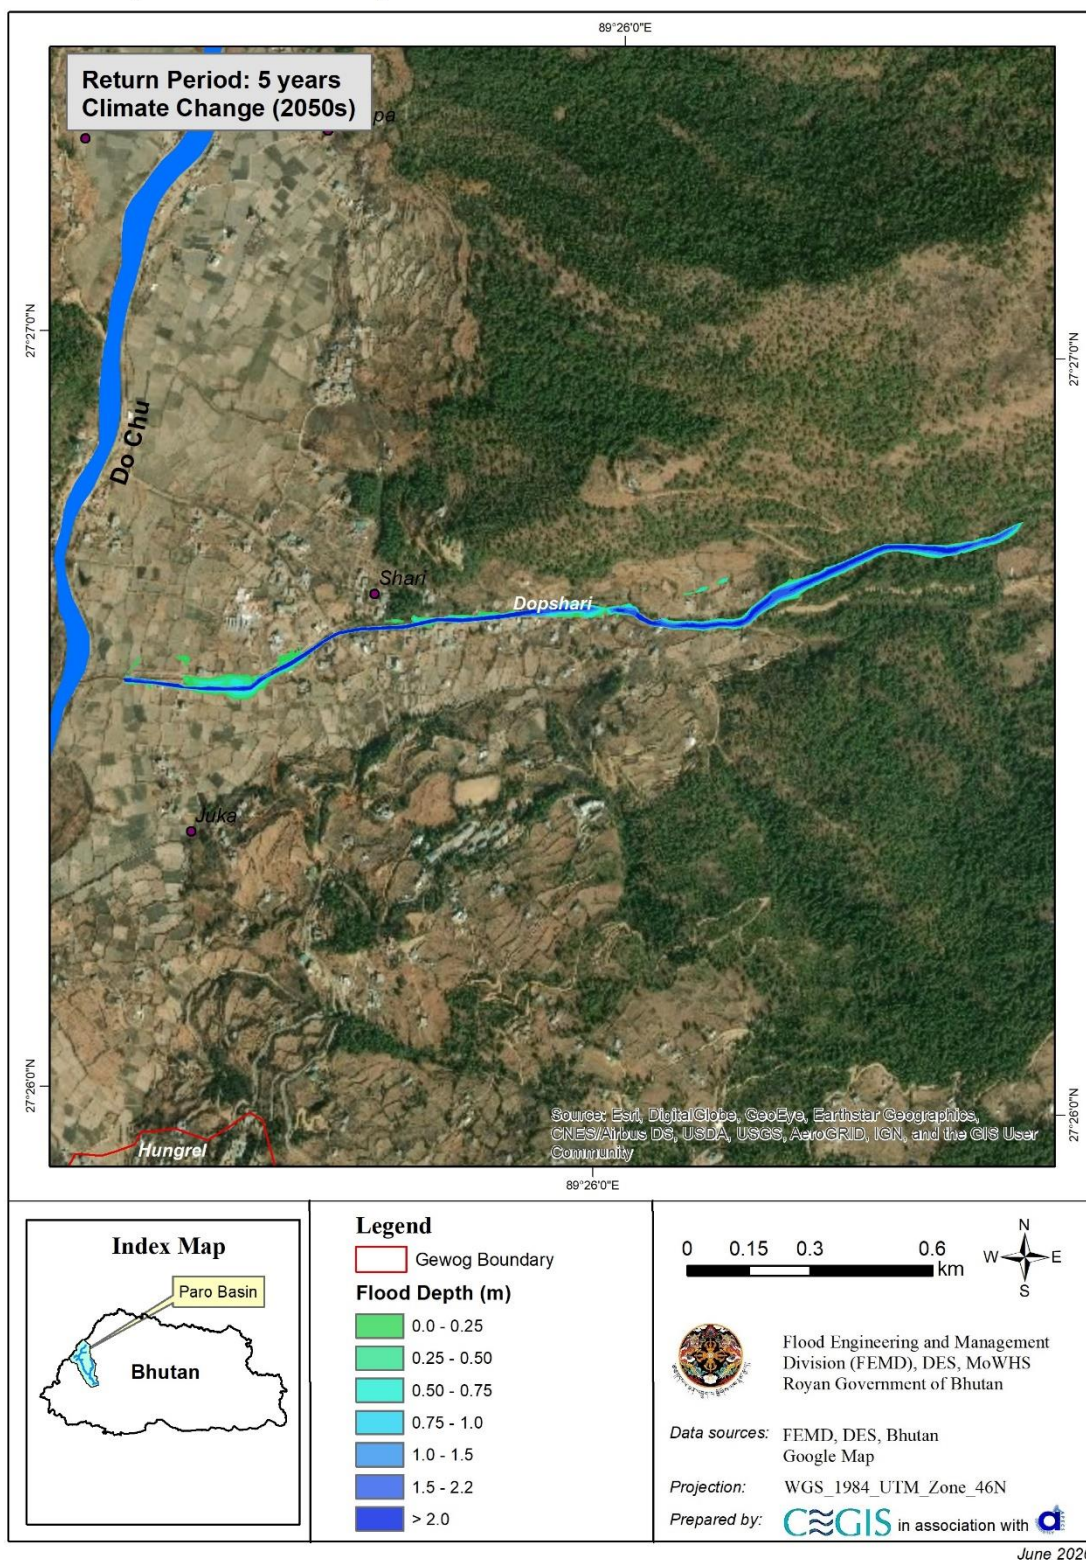 89°26'0"E
Return Period: 5 years
Climate Change (2050s)
pa
27°27'0"N
27°27'0"N
Do Chu
Shari
Dopshari
Juka
27°26'0"N
27°26'0"N
Source: Esri, DigitalGlobe, GeoEye, Earthstar Geographics,
CNES/Airbus DS, USDA, USGS, AeroGRID, IGN, and the GIS User
Community
Hungrel
89°26'0"E
Index Map
Paro Basin
Bhutan
Legend
Gewog Boundary
Flood Depth (m)
0.0 - 0.25
0.25 - 0.50
0.50 - 0.75
0.75 - 1.0
1.0 - 1.5
1.5 - 2.2
> 2.0
0 0.15 0.3 0.6
km
N
W E
S
Flood Engineering and Management
Division (FEMD), DES, MoWHS
Royan Government of Bhutan
Data sources: FEMD, DES, Bhutan
Google Map
Projection: WGS_1984_UTM_Zone_46N
Prepared by: CEGIS in association with
June 2020